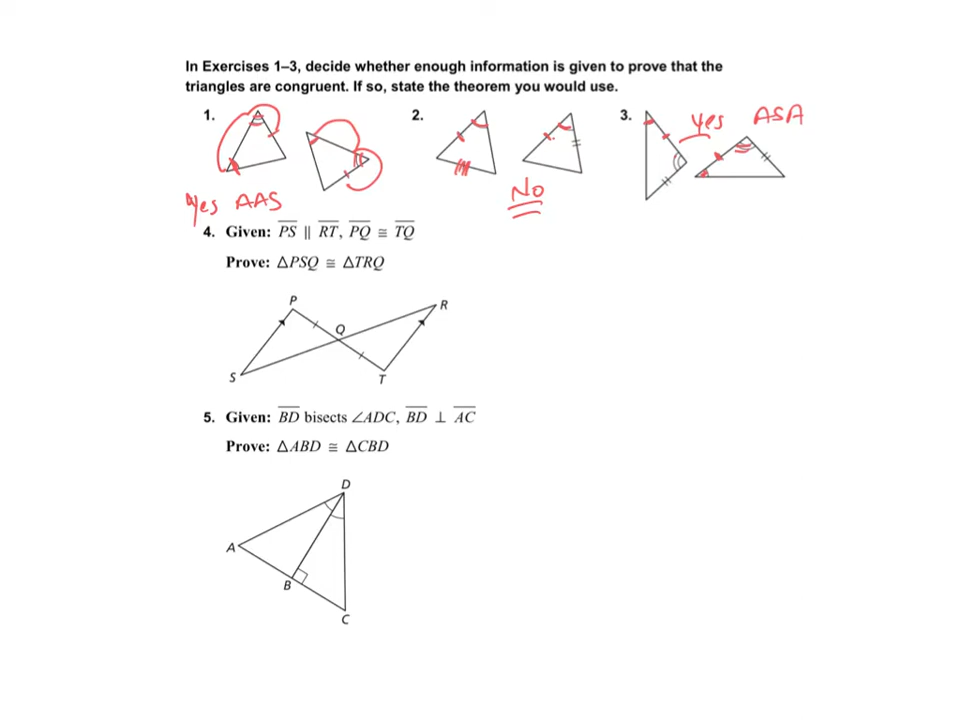 In Exercises 1–3, decide whether enough information is given to prove that the
triangles are congruent. If so, state the theorem you would use.
1.
2.
3.
yes ASA
yes AAS
No
4. Given: PS || RT, PQ ≅ TQ
Prove: △PSQ ≅ △TRQ
P
R
Q
S
T
5. Given: BD bisects ∠ADC, BD ⊥ AC
Prove: △ABD ≅ △CBD
D
A
B
C